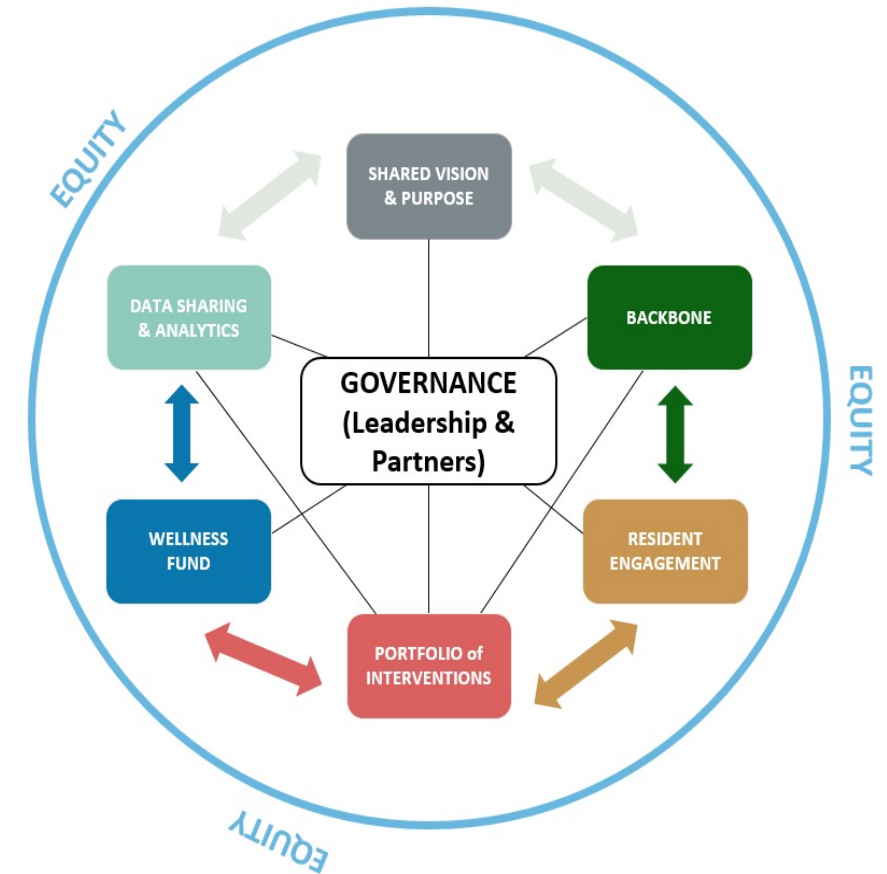 EQUITY
SHARED VISION
& PURPOSE
DATA SHARING
& ANALYTICS
BACKBONE
GOVERNANCE
(Leadership &
Partners)
EQUITY
WELLNESS
FUND
RESIDENT
ENGAGEMENT
PORTFOLIO of
INTERVENTIONS
EQUITY